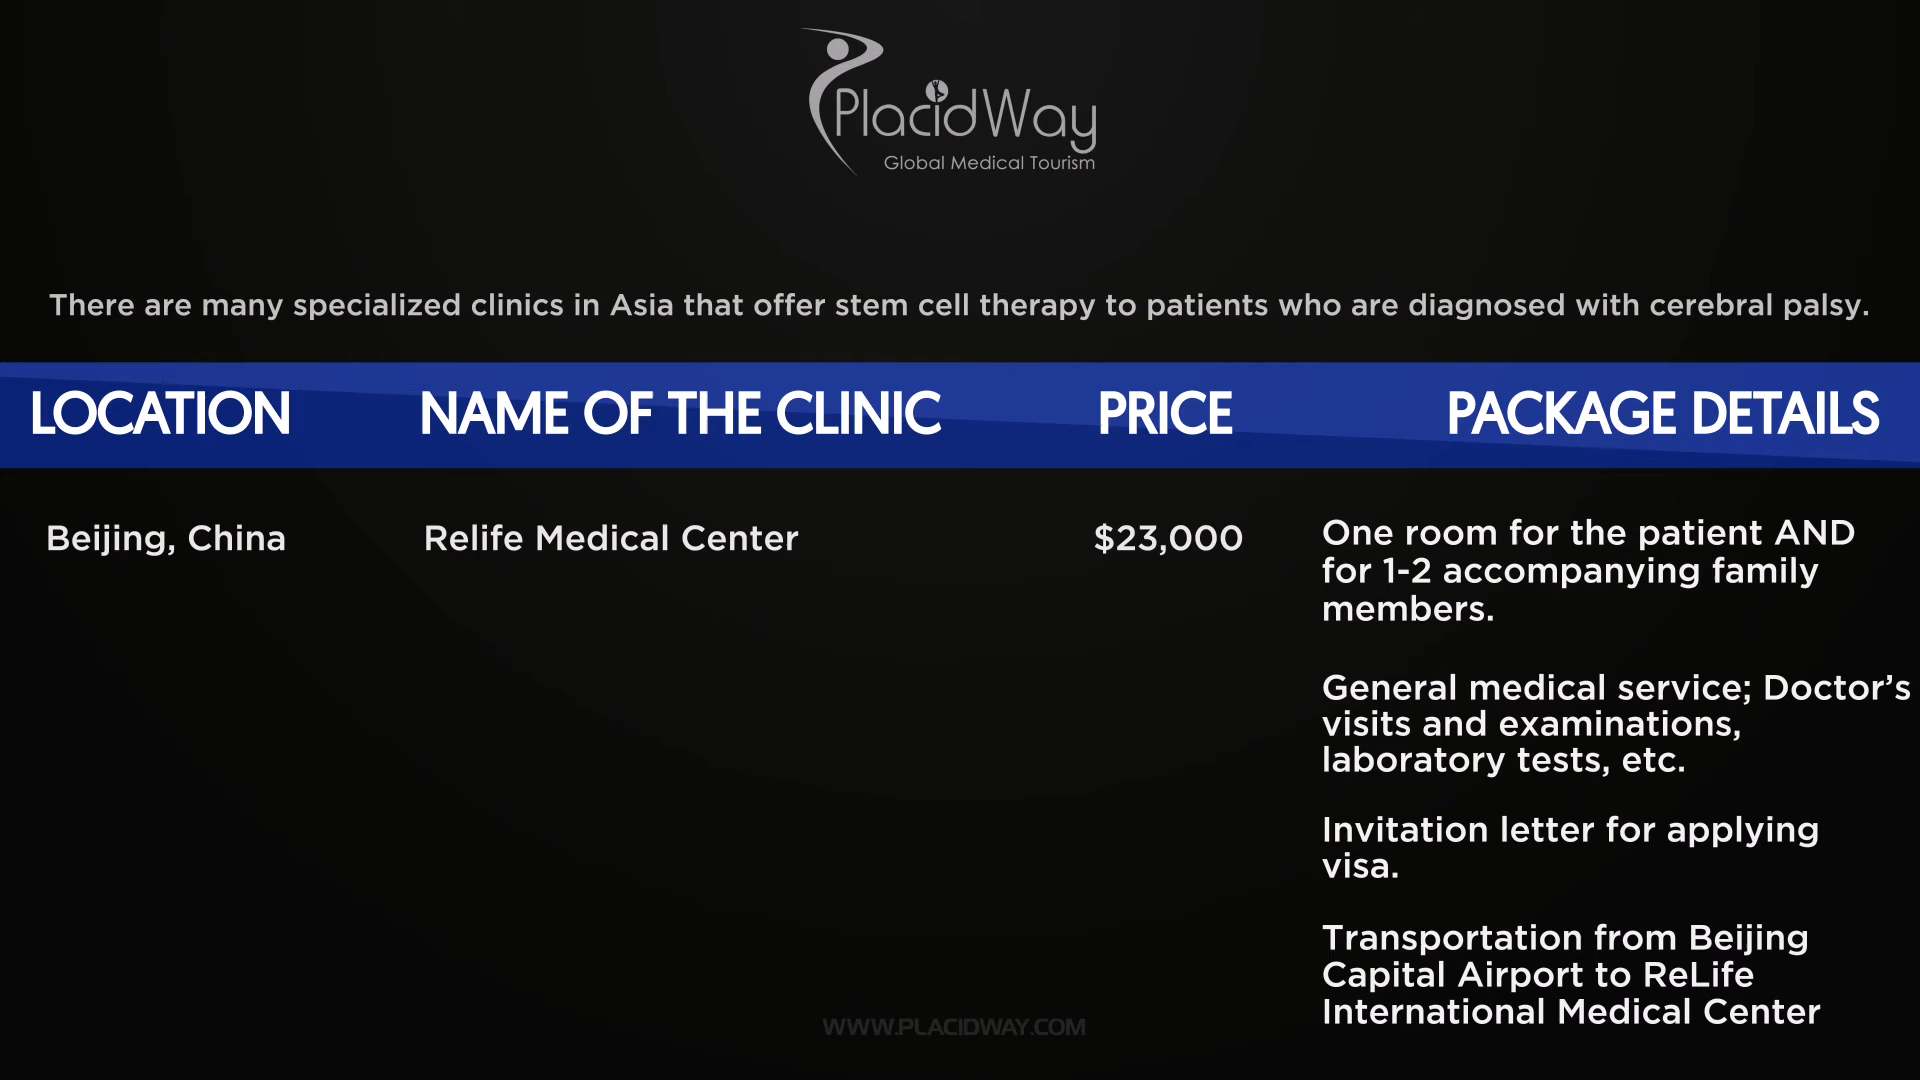 PlacidWay
Global Medical Tourism
There are many specialized clinics in Asia that offer stem cell therapy to patients who are diagnosed with cerebral palsy.
LOCATION NAME OF THE CLINIC PRICE PACKAGE DETAILS
Beijing, China Relife Medical Center $23,000 One room for the patient AND
for 1-2 accompanying family
members.
General medical service; Doctor’s
visits and examinations,
laboratory tests, etc.
Invitation letter for applying
visa.
Transportation from Beijing
Capital Airport to ReLife
International Medical Center
WWW.PLACIDWAY.COM